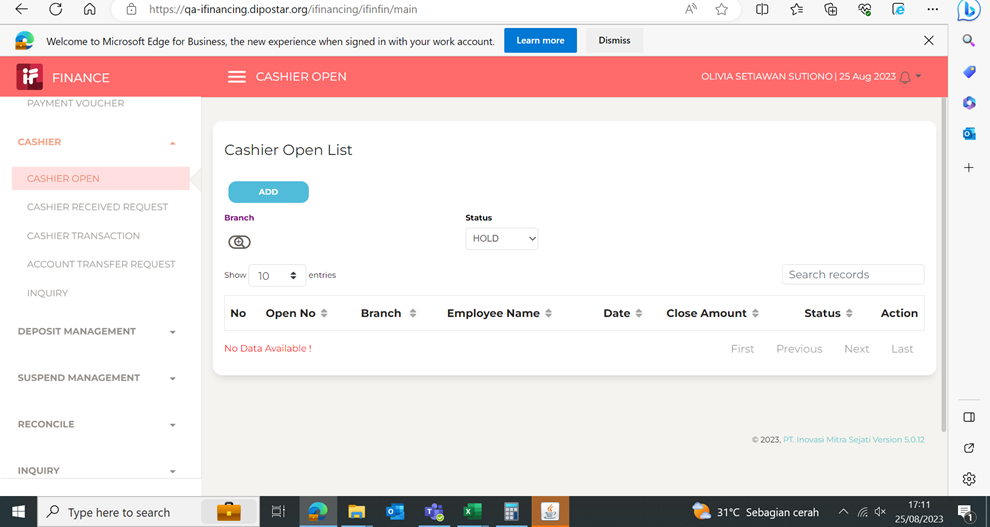 https://qa-ifinancing.dipostar.org/ifinancing/ifinfin/main
Welcome to Microsoft Edge for Business, the new experience when signed in with your work account. Learn more Dismiss
iF FINANCE CASHIER OPEN OLIVIA SETIAWAN SUTIONO | 25 Aug 2023
PAYMENT VOUCHER
CASHIER
CASHIER OPEN
CASHIER RECEIVED REQUEST
CASHIER TRANSACTION
ACCOUNT TRANSFER REQUEST
INQUIRY
DEPOSIT MANAGEMENT
SUSPEND MANAGEMENT
RECONCILE
INQUIRY
Cashier Open List
ADD
Branch Status
HOLD
Show 10 entries Search records
No Open No Branch Employee Name Date Close Amount Status Action
No Data Available ! First Previous Next Last
© 2023, PT. Inovasi Mitra Sejati Version 5.0.12
Type here to search 31°C Sebagian cerah 17:11
25/08/2023 1